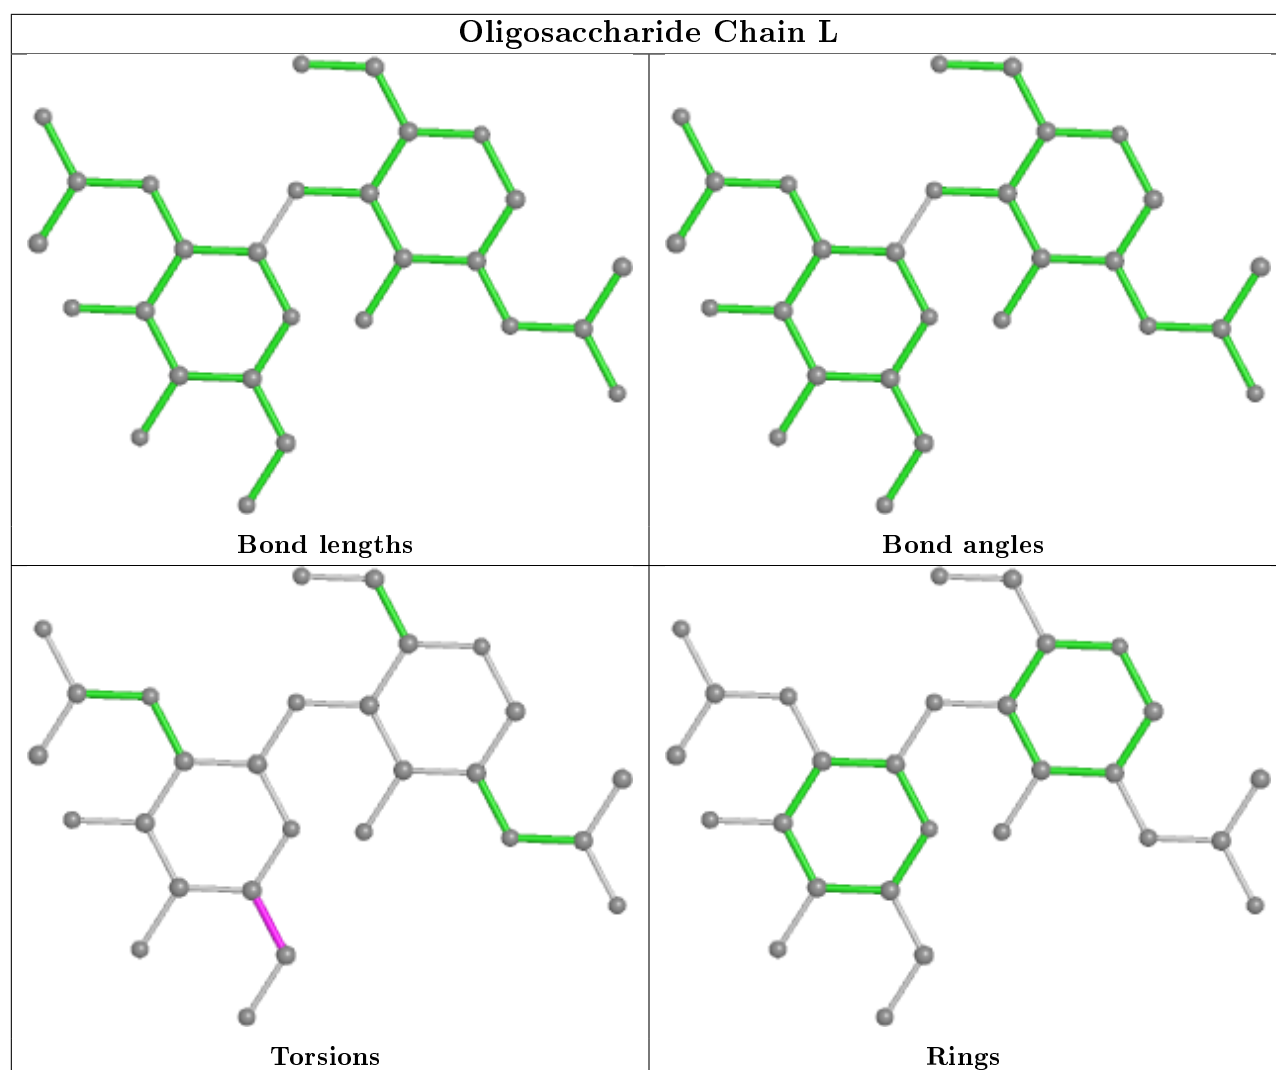 Oligosaccharide Chain L
Bond lengths
Bond angles
Torsions
Rings